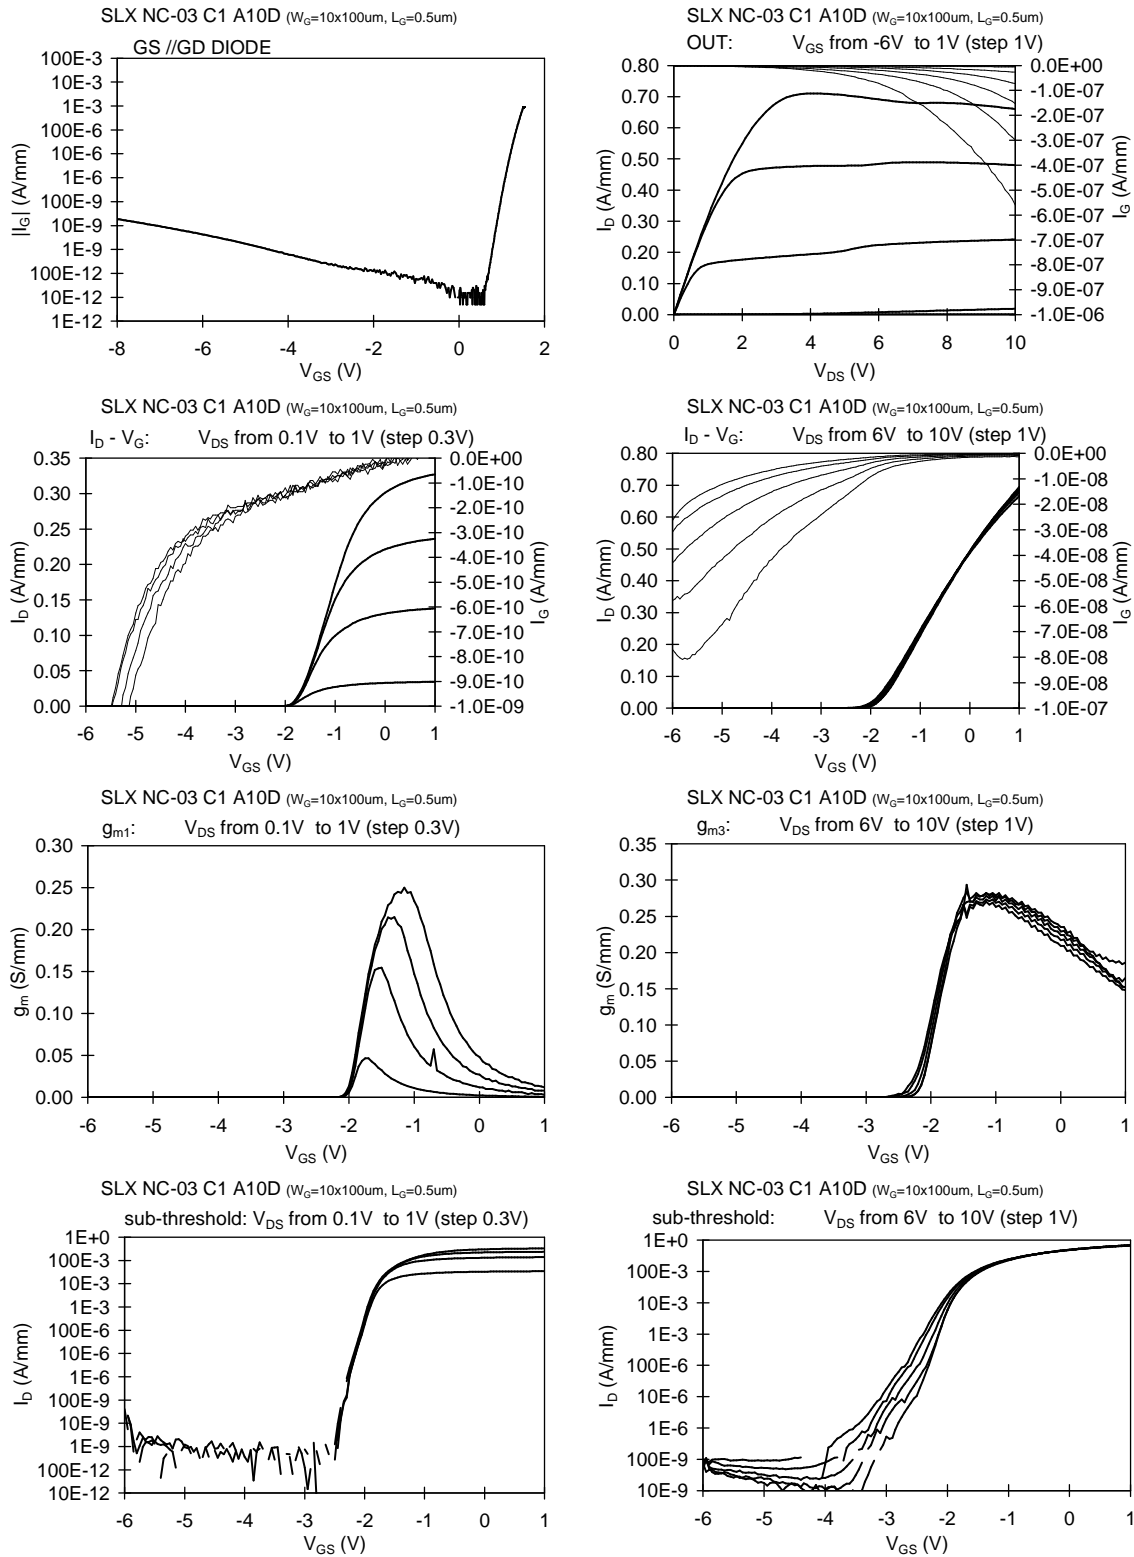 SLX NC-03 C1 A10D (WG=10x100um, LG=0.5um)
GS //GD DIODE
100E-3
10E-3
1E-3
100E-6
10E-6
1E-6
100E-9
10E-9
1E-9
100E-12
10E-12
1E-12
|IG| (A/mm)
-8 -6 -4 -2 0 2
VGS (V)
SLX NC-03 C1 A10D (WG=10x100um, LG=0.5um)
OUT: VGS from -6V to 1V (step 1V)
0.80
0.70
0.60
0.50
0.40
0.30
0.20
0.10
0.00
ID (A/mm)
0.0E+00
-1.0E-07
-2.0E-07
-3.0E-07
-4.0E-07
-5.0E-07
-6.0E-07
-7.0E-07
-8.0E-07
-9.0E-07
-1.0E-06
IG (A/mm)
0 2 4 6 8 10
VDS (V)
SLX NC-03 C1 A10D (WG=10x100um, LG=0.5um)
ID - VG: VDS from 0.1V to 1V (step 0.3V)
0.35
0.30
0.25
0.20
0.15
0.10
0.05
0.00
ID (A/mm)
0.0E+00
-1.0E-10
-2.0E-10
-3.0E-10
-4.0E-10
-5.0E-10
-6.0E-10
-7.0E-10
-8.0E-10
-9.0E-10
-1.0E-09
IG (A/mm)
-6 -5 -4 -3 -2 -1 0 1
VGS (V)
SLX NC-03 C1 A10D (WG=10x100um, LG=0.5um)
ID - VG: VDS from 6V to 10V (step 1V)
0.80
0.70
0.60
0.50
0.40
0.30
0.20
0.10
0.00
ID (A/mm)
0.0E+00
-1.0E-08
-2.0E-08
-3.0E-08
-4.0E-08
-5.0E-08
-6.0E-08
-7.0E-08
-8.0E-08
-9.0E-08
-1.0E-07
IG (A/mm)
-6 -5 -4 -3 -2 -1 0 1
VGS (V)
SLX NC-03 C1 A10D (WG=10x100um, LG=0.5um)
gm1: VDS from 0.1V to 1V (step 0.3V)
0.30
0.25
0.20
0.15
0.10
0.05
0.00
gm (S/mm)
-6 -5 -4 -3 -2 -1 0 1
VGS (V)
SLX NC-03 C1 A10D (WG=10x100um, LG=0.5um)
gm3: VDS from 6V to 10V (step 1V)
0.35
0.30
0.25
0.20
0.15
0.10
0.05
0.00
gm (S/mm)
-6 -5 -4 -3 -2 -1 0 1
VGS (V)
SLX NC-03 C1 A10D (WG=10x100um, LG=0.5um)
sub-threshold: VDS from 0.1V to 1V (step 0.3V)
1E+0
100E-3
10E-3
1E-3
100E-6
10E-6
1E-6
100E-9
10E-9
1E-9
100E-12
10E-12
ID (A/mm)
-6 -5 -4 -3 -2 -1 0 1
VGS (V)
SLX NC-03 C1 A10D (WG=10x100um, LG=0.5um)
sub-threshold: VDS from 6V to 10V (step 1V)
1E+0
100E-3
10E-3
1E-3
100E-6
10E-6
1E-6
100E-9
10E-9
ID (A/mm)
-6 -5 -4 -3 -2 -1 0 1
VGS (V)